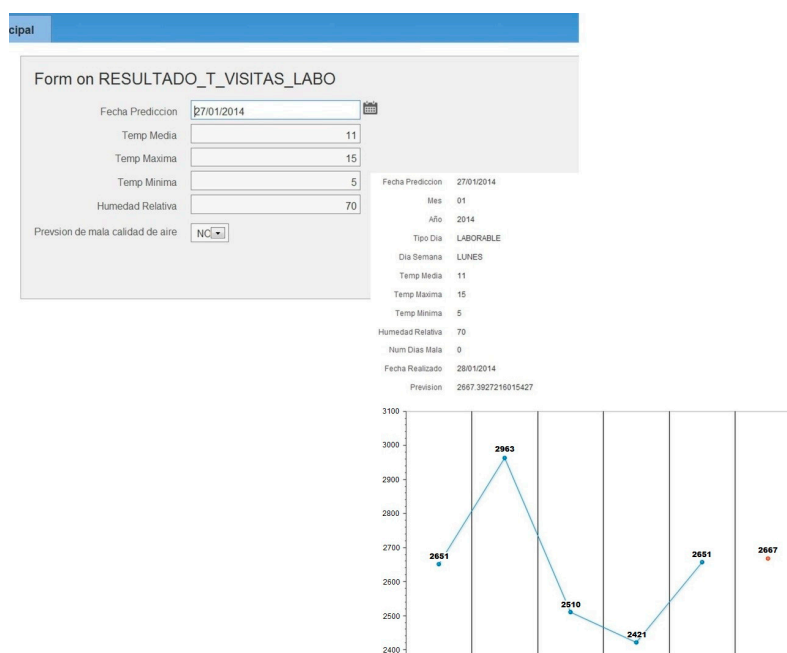 cipal
Form on RESULTADO_T_VISITAS_LABO
Fecha Prediccion 27/01/2014
Temp Media 11
Temp Maxima 15
Temp Minima 5
Humedad Relativa 70
Prevsion de mala calidad de aire NO
Fecha Prediccion 27/01/2014
Mes 01
Año 2014
Tipo Dia LABORABLE
Dia Semana LUNES
Temp Media 11
Temp Maxima 15
Temp Minima 5
Humedad Relativa 70
Num Dias Mala 0
Fecha Realizado 28/01/2014
Prevision 2667.3927216015427
3100
3000
2963
2900
2800
2700
2651
2651
2667
2600
2510
2500
2421
2400